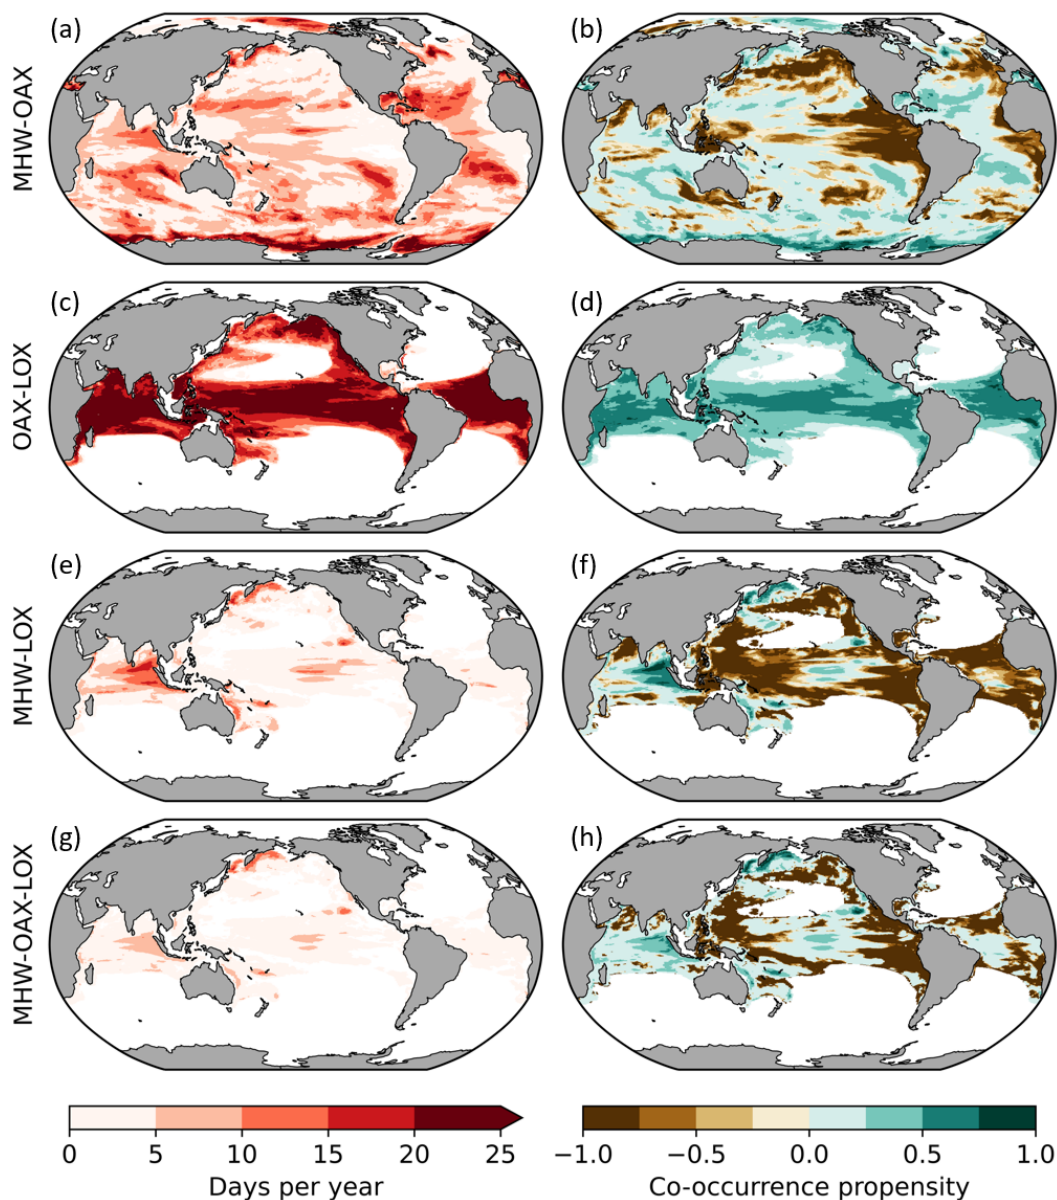 (a)
(b)
MHW-OAX
(c)
(d)
OAX-LOX
(e)
(f)
MHW-LOX
(g)
(h)
MHW-OAX-LOX
0 5 10 15 20 25
Days per year
−1.0 −0.5 0.0 0.5 1.0
Co-occurrence propensity